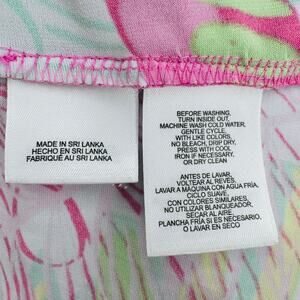 MADE IN SRI LANKA
HECHO EN SRI LANKA
FABRIQUÉ AU SRI LANKA
BEFORE WASHING,
TURN INSIDE OUT,
MACHINE WASH COLD WATER,
GENTLE CYCLE,
WITH LIKE COLORS,
NO BLEACH, DRIP DRY,
PRESS WITH COOL
IRON IF NECESSARY,
OR DRY CLEAN
ANTES DE LAVAR,
VOLTEAR AL REVÉS,
LAVAR A MÁQUINA CON AGUA FRÍA,
CICLO SUAVE,
CON COLORES SIMILARES,
NO UTILIZAR BLANQUEADOR,
SECAR AL AIRE,
PLANCHA FRÍA SI ES NECESARIO,
O LAVADO EN SECO